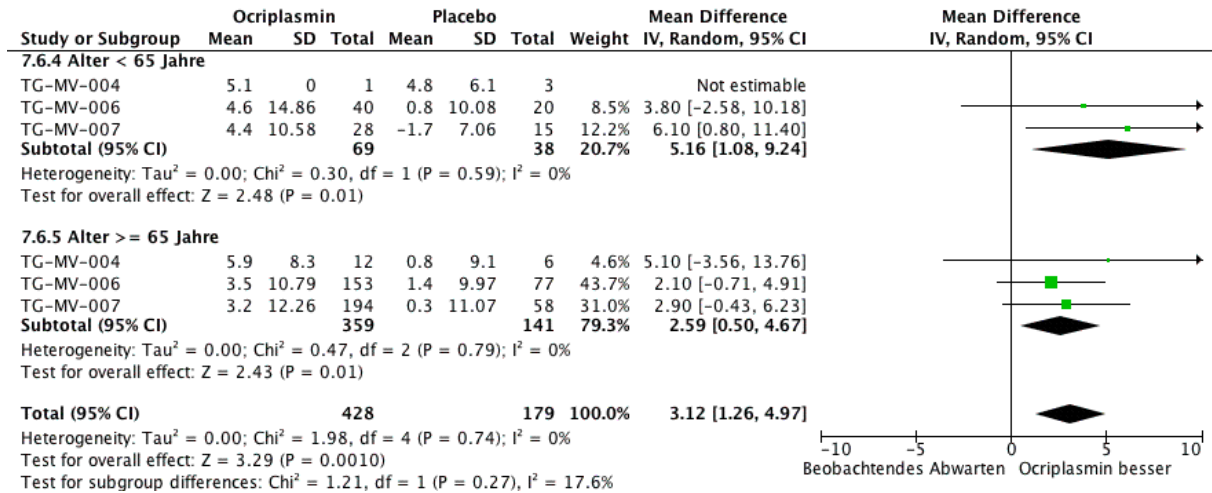 Ocriplasmin Placebo Mean Difference Mean Difference
Study or Subgroup Mean SD Total Mean SD Total Weight IV, Random, 95% CI IV, Random, 95% CI
7.6.4 Alter < 65 Jahre
TG-MV-004 5.1 0 1 4.8 6.1 3 Not estimable
TG-MV-006 4.6 14.86 40 0.8 10.08 20 8.5% 3.80 [-2.58, 10.18]
TG-MV-007 4.4 10.58 28 -1.7 7.06 15 12.2% 6.10 [0.80, 11.40]
Subtotal (95% CI) 69 38 20.7% 5.16 [1.08, 9.24]
Heterogeneity: Tau² = 0.00; Chi² = 0.30, df = 1 (P = 0.59); I² = 0%
Test for overall effect: Z = 2.48 (P = 0.01)
7.6.5 Alter >= 65 Jahre
TG-MV-004 5.9 8.3 12 0.8 9.1 6 4.6% 5.10 [-3.56, 13.76]
TG-MV-006 3.5 10.79 153 1.4 9.97 77 43.7% 2.10 [-0.71, 4.91]
TG-MV-007 3.2 12.26 194 0.3 11.07 58 31.0% 2.90 [-0.43, 6.23]
Subtotal (95% CI) 359 141 79.3% 2.59 [0.50, 4.67]
Heterogeneity: Tau² = 0.00; Chi² = 0.47, df = 2 (P = 0.79); I² = 0%
Test for overall effect: Z = 2.43 (P = 0.01)
Total (95% CI) 428 179 100.0% 3.12 [1.26, 4.97]
Heterogeneity: Tau² = 0.00; Chi² = 1.98, df = 4 (P = 0.74); I² = 0%
Test for overall effect: Z = 3.29 (P = 0.0010)
Test for subgroup differences: Chi² = 1.21, df = 1 (P = 0.27), I² = 17.6%
-10 -5 0 5 10
Beobachtendes Abwarten Ocriplasmin besser